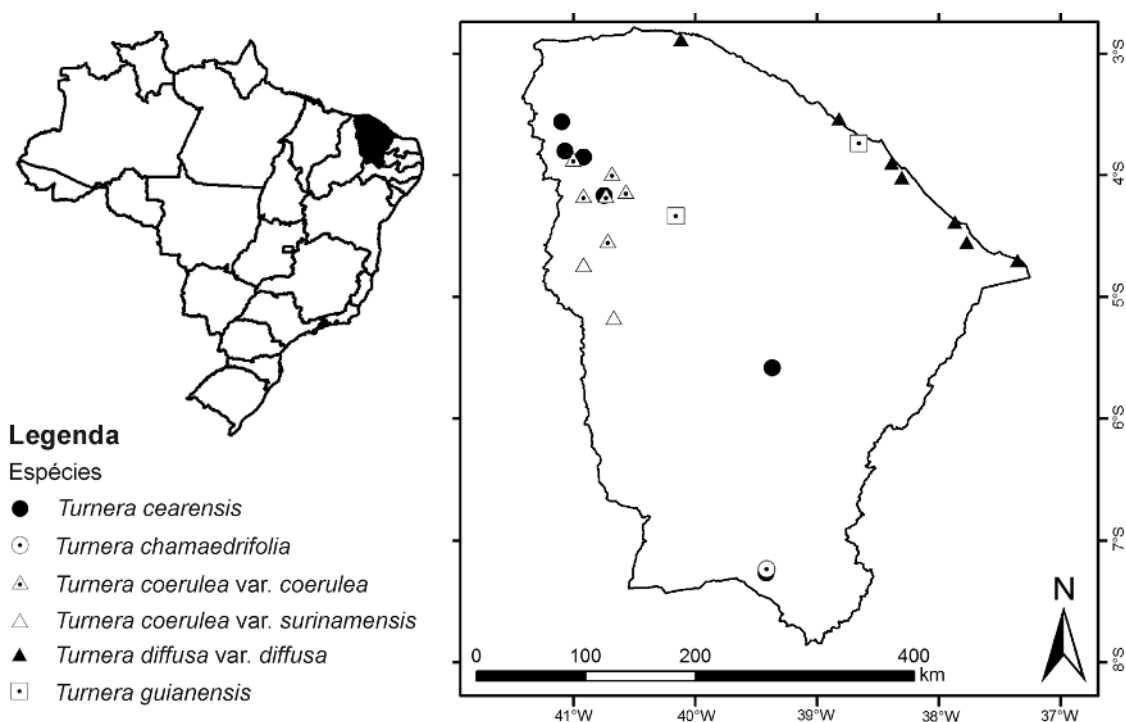 Legenda
Espécies
Turnera cearensis
Turnera chamaedrifolia
Turnera coerulea var. coerulea
Turnera coerulea var. surinamensis
Turnera diffusa var. diffusa
Turnera guianensis
3°S
4°S
5°S
6°S
7°S
8°S
N
0 100 200 400
km
41°W 40°W 39°W 38°W 37°W